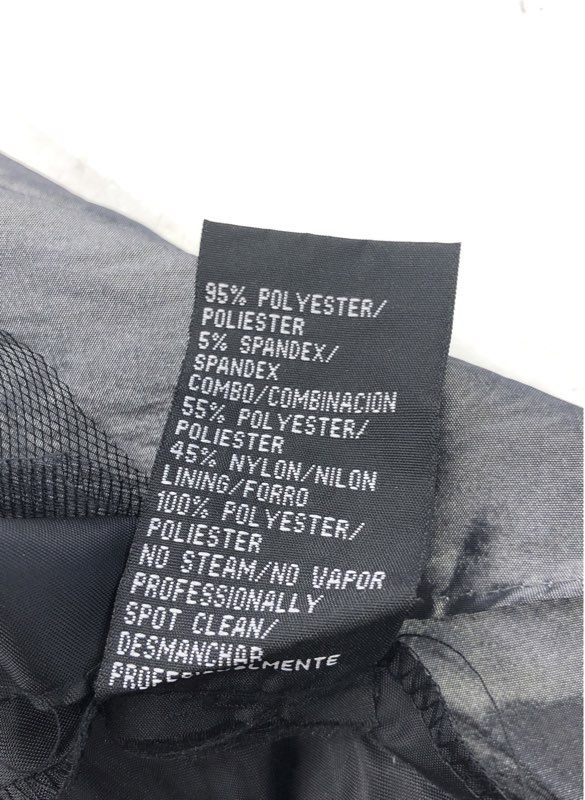 95% POLYESTER/
POLIESTER
5% SPANDEX/
SPANDEX
COMBO/COMBINACION
55% POLYESTER/
POLIESTER
45% NYLON/NILON
LINING/FORRO
100% POLYESTER/
POLIESTER
NO STEAM/NO VAPOR
PROFESSIONALLY
SPOT CLEAN/
DESMANCHAR